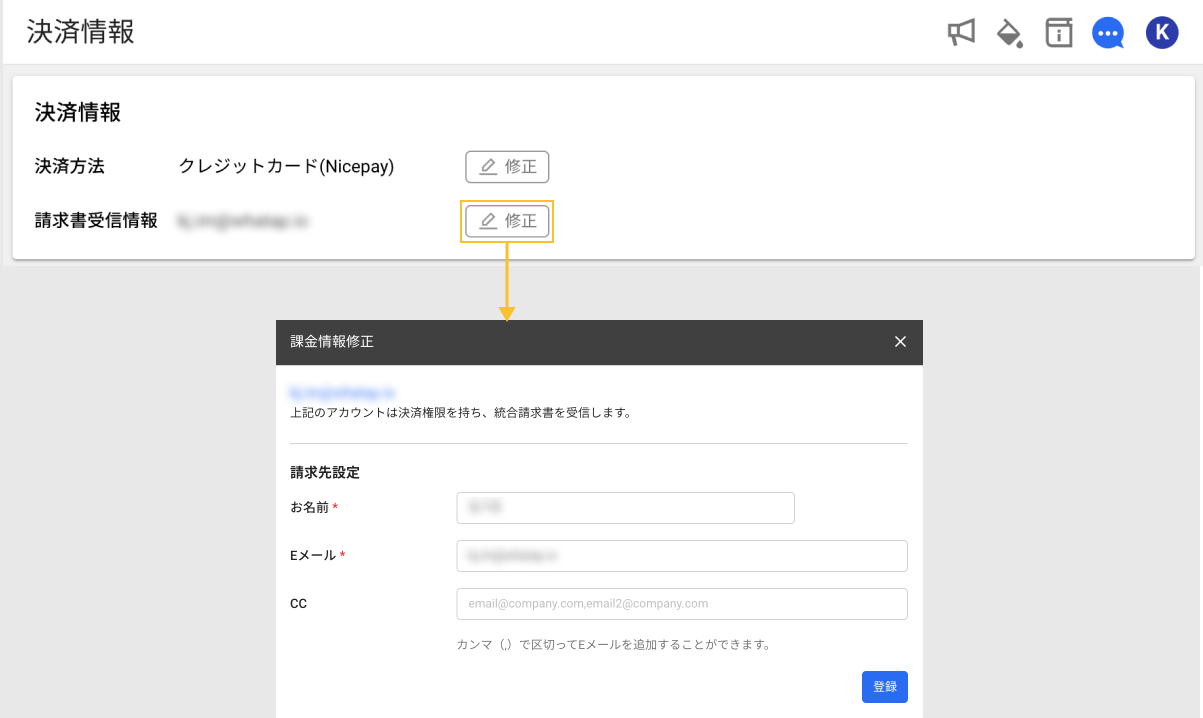 決済情報
K
決済情報
決済方法 クレジットカード(Nicepay) 修正
請求書受信情報 修正
課金情報修正
上記のアカウントは決済権限を持ち、統合請求書を受信します。
請求先設定
お名前 *
Eメール *
CC email@company.com,email2@company.com
カンマ（,）で区切ってEメールを追加することができます。
登録